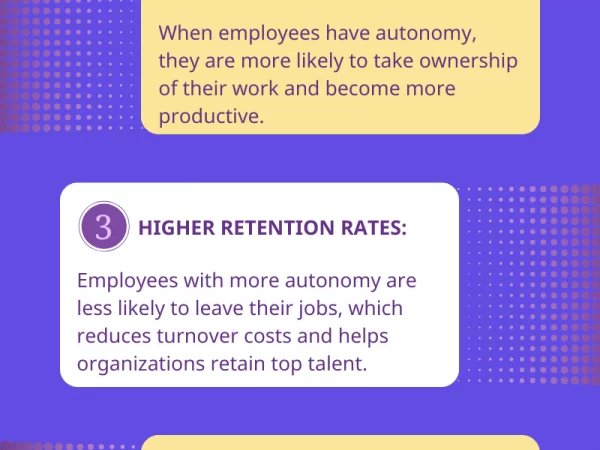 When employees have autonomy,
they are more likely to take ownership
of their work and become more
productive.
3 HIGHER RETENTION RATES:
Employees with more autonomy are
less likely to leave their jobs, which
reduces turnover costs and helps
organizations retain top talent.